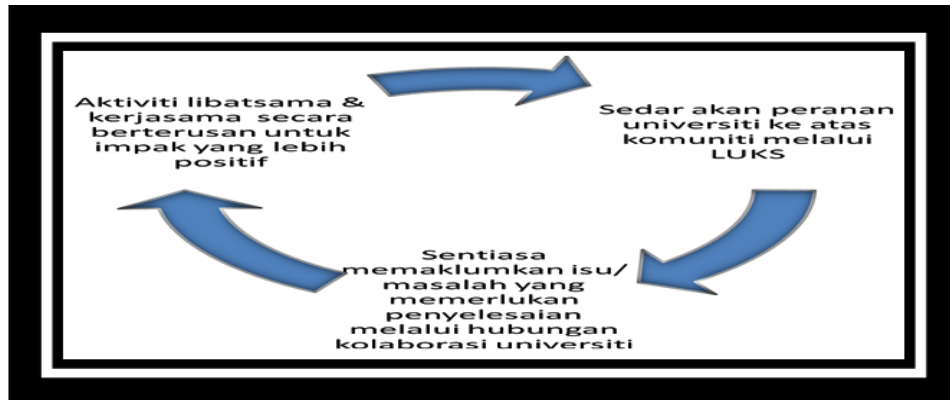 Aktiviti libatsama &
kerjasama secara
berterusan untuk
impak yang lebih
positif
Sedar akan peranan
universiti ke atas
komuniti melalui
LUKS
Sentiasa
memaklumkan isu/
masalah yang
memerlukan
penyelesaian
melalui hubungan
kolaborasi universiti